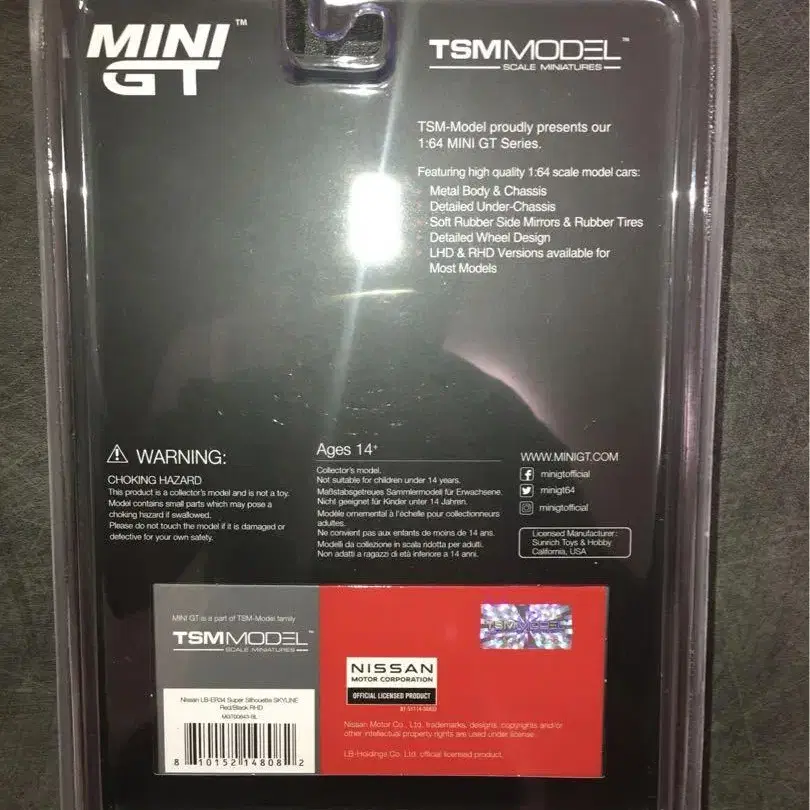 MINI GT™
TSMMODEL™
SCALE MINIATURES
TSM-Model proudly presents our
1:64 MINI GT Series.
Featuring high quality 1:64 scale model cars:
Metal Body & Chassis
Detailed Under-Chassis
Soft Rubber Side Mirrors & Rubber Tires
Detailed Wheel Design
LHD & RHD Versions available for
Most Models
WARNING:
CHOKING HAZARD
This product is a collector's model and is not a toy.
Model contains small parts which may pose a
choking hazard if swallowed.
Please do not touch the model if it is damaged or
defective for your own safety.
Ages 14+
Collector's model.
Not suitable for children under 14 years.
Maßstabsgetreues Sammlermodell für Erwachsene.
Nicht geeignet für Kinder unter 14 Jahren.
Modèle ornemental à l'échelle pour collectionneurs
adultes.
Ne convient pas aux enfants de moins de 14 ans.
Modelli da collezione in scala ridotta per adulti.
Non adatti a ragazzi di età inferiore a 14 anni.
WWW.MINIGT.COM
minigtofficial
minigt64
minigtofficial
Licensed Manufacturer:
Sunrich Toys & Hobby
California, USA
MINI GT is a part of TSM-Model family
TSMMODEL™
SCALE MINIATURES
Nissan LB-ER34 Super Silhouette SKYLINE
Red/Black RHD
8 10152 14808 2
NISSAN
MOTOR CORPORATION
OFFICIAL LICENSED PRODUCT
Nissan Motor Co., Ltd. trademarks, designs, copyrights and/or
other intellectual property rights are used under license.
LB-Holdings Co. Ltd. official licensed product.